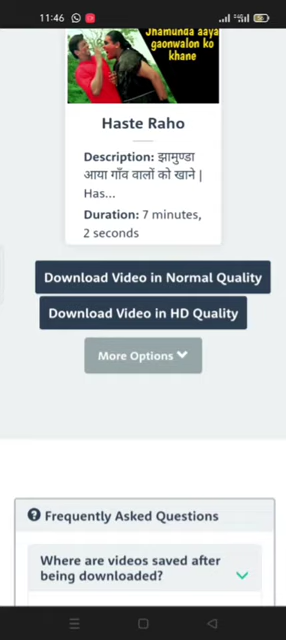 11:46
Jhamunda aaya
gaonwalon ko
khane
Haste Raho
Description: झामुण्डा
आया गाँव वालों को खाने |
Has...
Duration: 7 minutes,
2 seconds
Download Video in Normal Quality
Download Video in HD Quality
More Options
Frequently Asked Questions
Where are videos saved after
being downloaded?